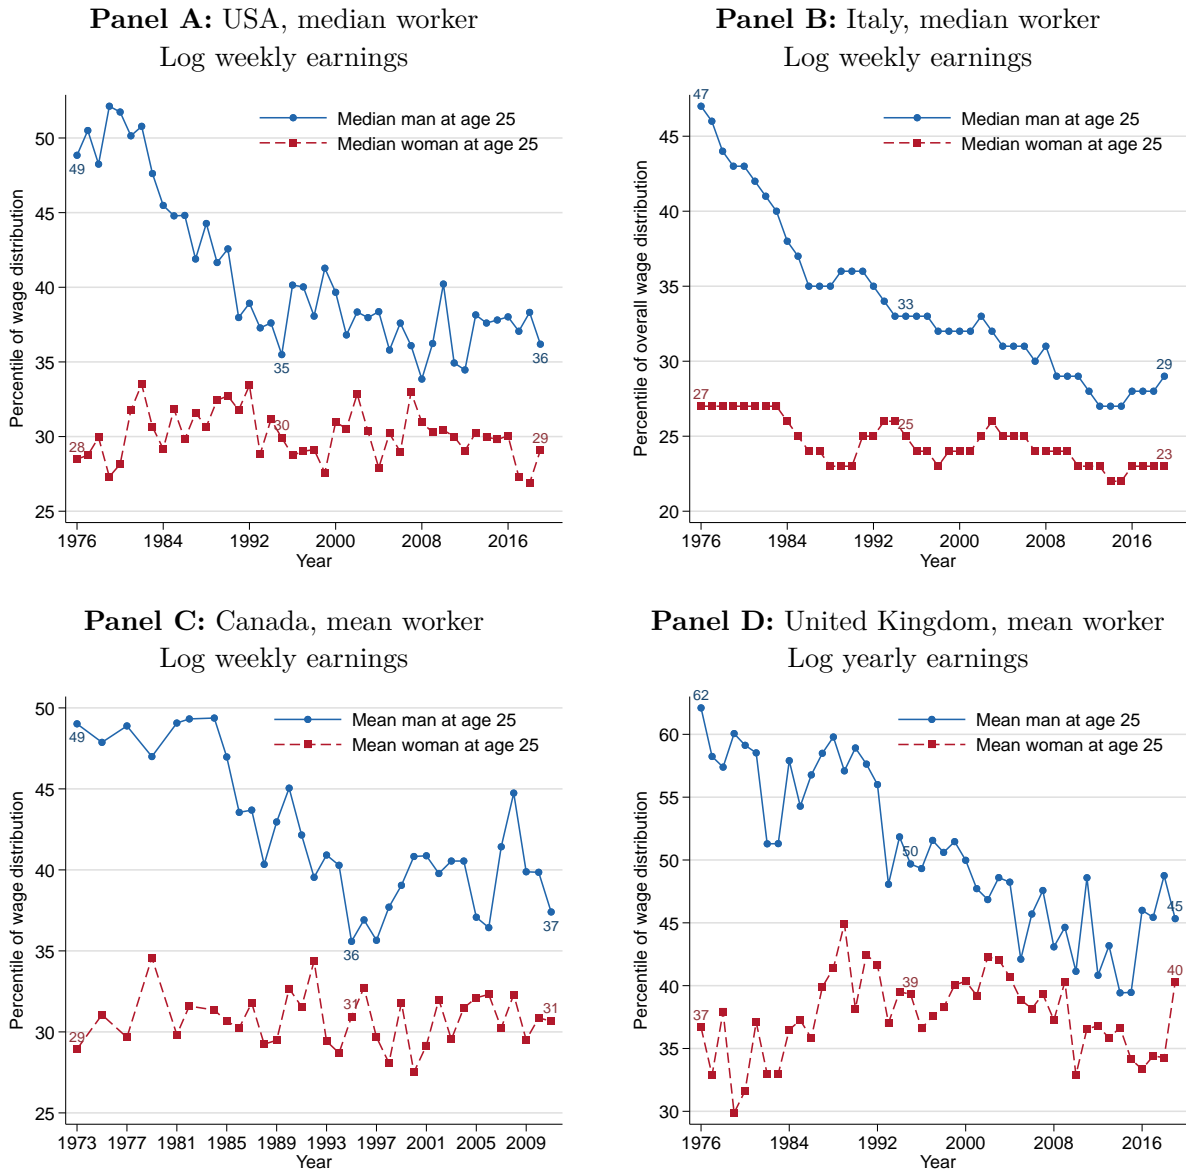 Panel A: USA, median worker
Log weekly earnings
Percentile of wage distribution
50
45
40
35
30
25
Median man at age 25
Median woman at age 25
49
35
36
28
30
29
1976 1984 1992 2000 2008 2016
Year
Panel B: Italy, median worker
Log weekly earnings
Percentile of overall wage distribution
45
40
35
30
25
20
Median man at age 25
Median woman at age 25
47
33
29
27
25
23
1976 1984 1992 2000 2008 2016
Year
Panel C: Canada, mean worker
Log weekly earnings
Percentile of wage distribution
50
45
40
35
30
25
Mean man at age 25
Mean woman at age 25
49
36
37
29
31
31
1973 1977 1981 1985 1989 1993 1997 2001 2005 2009
Year
Panel D: United Kingdom, mean worker
Log yearly earnings
Percentile of wage distribution
60
55
50
45
40
35
30
Mean man at age 25
Mean woman at age 25
62
50
45
37
39
40
1976 1984 1992 2000 2008 2016
Year